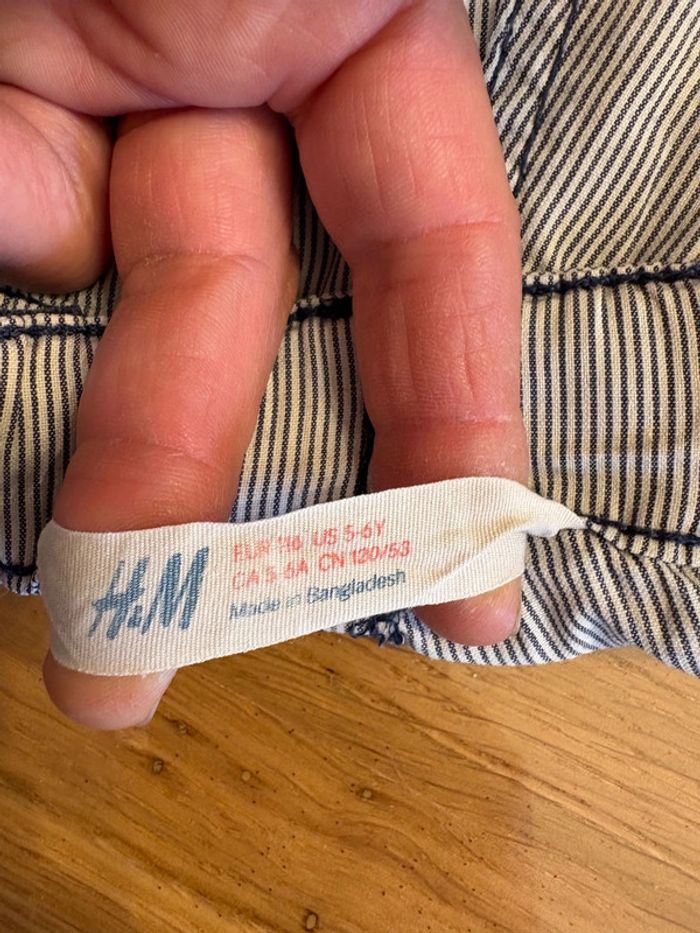 H&M
EUR 116 US 5-6Y
CA 5-6A CN 120/53
Made in Bangladesh